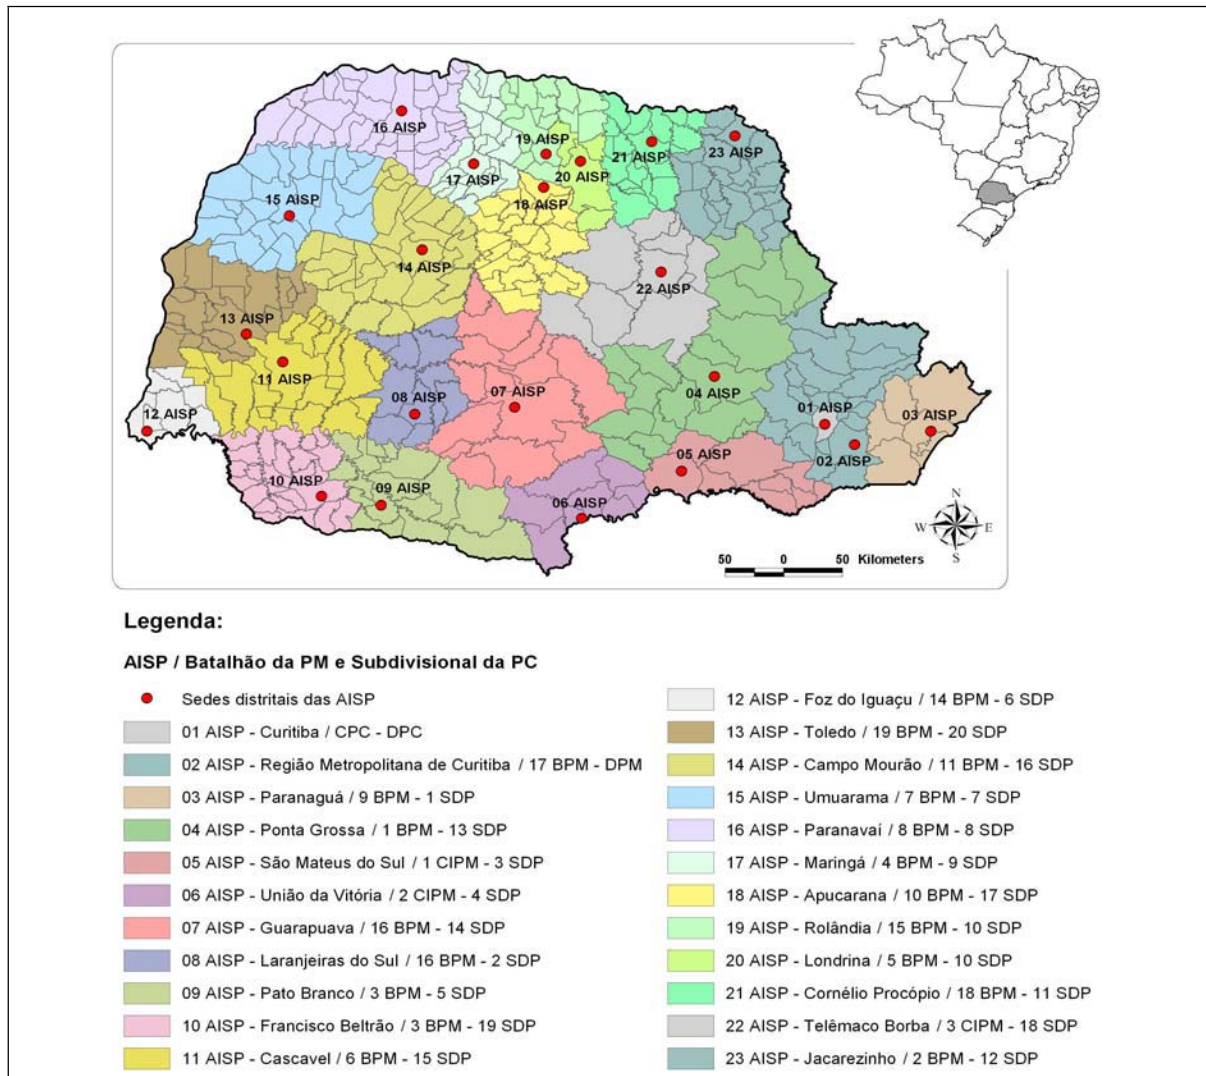 16 AISP
19 AISP
21 AISP
23 AISP
17 AISP
20 AISP
18 AISP
15 AISP
14 AISP
22 AISP
13 AISP
11 AISP
12 AISP
08 AISP
07 AISP
04 AISP
01 AISP
03 AISP
02 AISP
05 AISP
10 AISP
09 AISP
06 AISP
N
W E
S
50 0 50 Kilometers
Legenda:
AISP / Batalhão da PM e Subdivisional da PC
Sedes distritais das AISP
01 AISP - Curitiba / CPC - DPC
02 AISP - Região Metropolitana de Curitiba / 17 BPM - DPM
03 AISP - Paranaguá / 9 BPM - 1 SDP
04 AISP - Ponta Grossa / 1 BPM - 13 SDP
05 AISP - São Mateus do Sul / 1 CIPM - 3 SDP
06 AISP - União da Vitória / 2 CIPM - 4 SDP
07 AISP - Guarapuava / 16 BPM - 14 SDP
08 AISP - Laranjeiras do Sul / 16 BPM - 2 SDP
09 AISP - Pato Branco / 3 BPM - 5 SDP
10 AISP - Francisco Beltrão / 3 BPM - 19 SDP
11 AISP - Cascavel / 6 BPM - 15 SDP
12 AISP - Foz do Iguaçu / 14 BPM - 6 SDP
13 AISP - Toledo / 19 BPM - 20 SDP
14 AISP - Campo Mourão / 11 BPM - 16 SDP
15 AISP - Umuarama / 7 BPM - 7 SDP
16 AISP - Paranavaí / 8 BPM - 8 SDP
17 AISP - Maringá / 4 BPM - 9 SDP
18 AISP - Apucarana / 10 BPM - 17 SDP
19 AISP - Rolândia / 15 BPM - 10 SDP
20 AISP - Londrina / 5 BPM - 10 SDP
21 AISP - Cornélio Procópio / 18 BPM - 11 SDP
22 AISP - Telêmaco Borba / 3 CIPM - 18 SDP
23 AISP - Jacarezinho / 2 BPM - 12 SDP